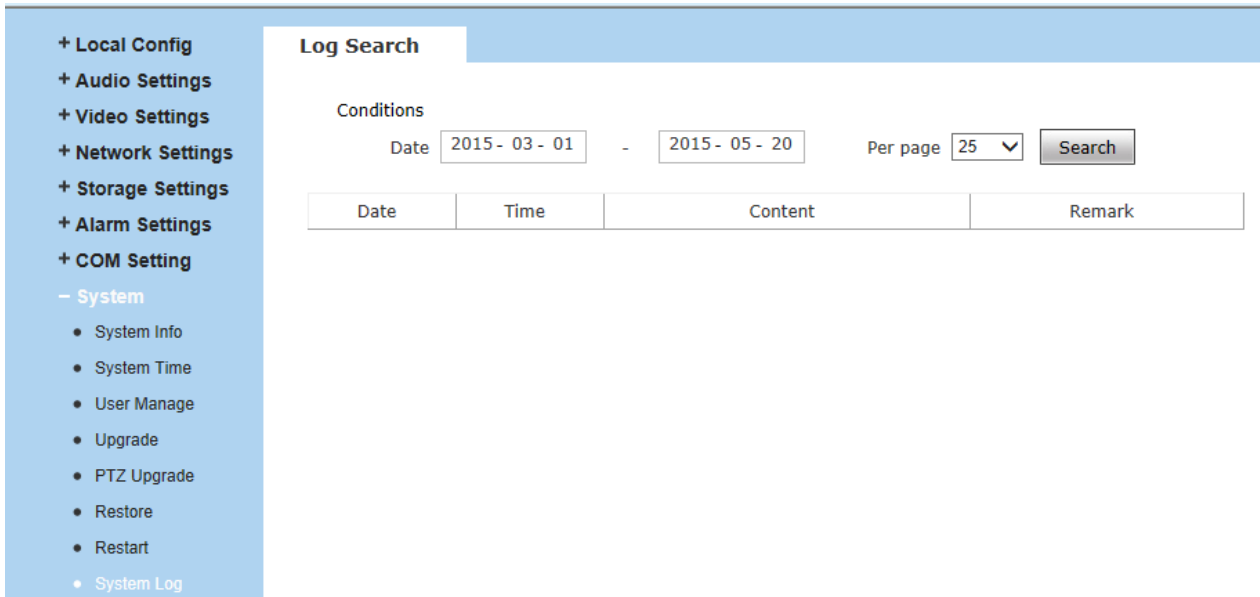 + Local Config
+ Audio Settings
+ Video Settings
+ Network Settings
+ Storage Settings
+ Alarm Settings
+ COM Setting
− System
• System Info
• System Time
• User Manage
• Upgrade
• PTZ Upgrade
• Restore
• Restart
• System Log
Log Search
Conditions
Date 2015 - 03 - 01 - 2015 - 05 - 20 Per page 25 Search
Date Time Content Remark